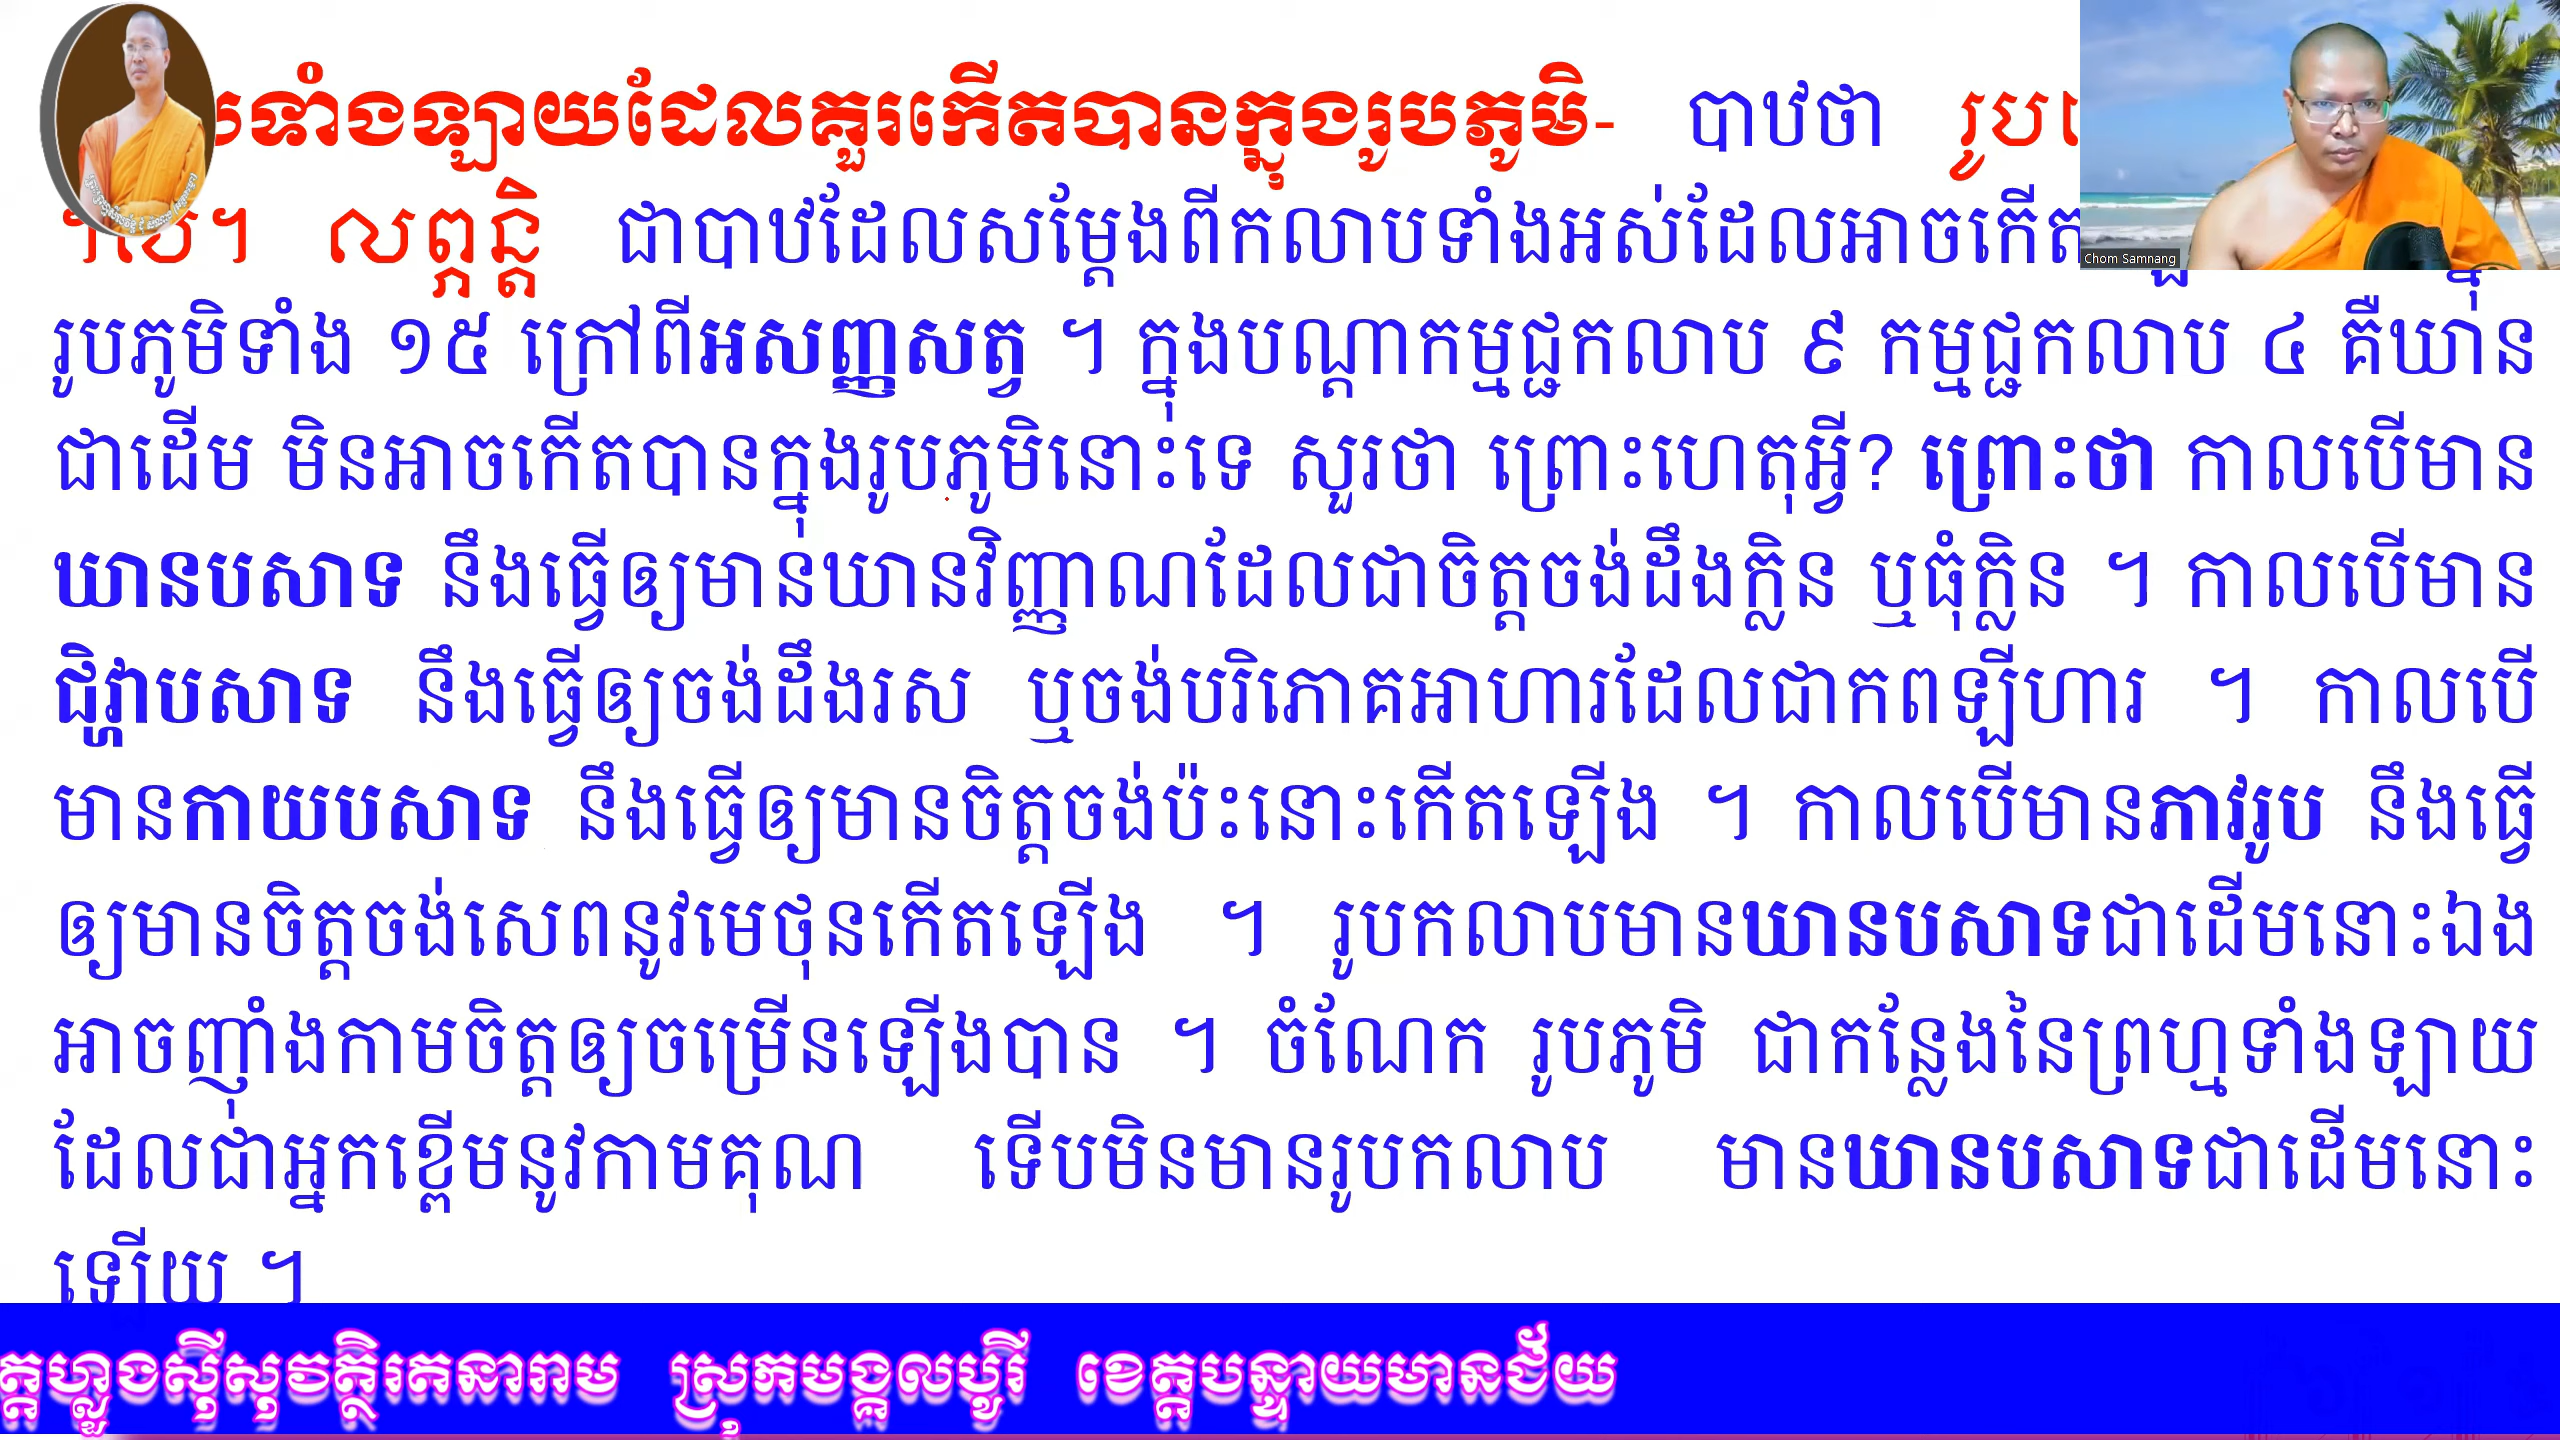 ទាំងឡាយដែលគួរកើតបានក្នុងរូបភូមិ- បាឋថា រូប
លព្ភន្តិ ជាបាឋដែលសម្ដែងពីកលាបទាំងអស់ដែលអាចកើត
Chom Samnang
រូបភូមិទាំង ១៥ ក្រៅពីអសញ្ញសត្វ ។ ក្នុងបណ្ដាកម្មជ្ជកលាប ៩ កម្មជ្ជកលាប ៤ គឺឃាន
ជាដើម មិនអាចកើតបានក្នុងរូបភូមិនោះទេ សួរថា ព្រោះហេតុអ្វី? ព្រោះថា កាលបើមាន
ឃានបសាទ នឹងធ្វើឲ្យមានឃានវិញ្ញាណដែលជាចិត្តចង់ដឹងក្លិន ឬធុំក្លិន ។ កាលបើមាន
ជិវ្ហាបសាទ នឹងធ្វើឲ្យចង់ដឹងរស ឬចង់បរិភោគអាហារដែលជាកពឡីហារ ។ កាលបើ
មានកាយបសាទ នឹងធ្វើឲ្យមានចិត្តចង់ប៉ះនោះកើតឡើង ។ កាលបើមានភាវរូប នឹងធ្វើ
ឲ្យមានចិត្តចង់សេពនូវមេថុនកើតឡើង ។ រូបកលាបមានឃានបសាទជាដើមនោះឯង
អាចញ៉ាំងកាមចិត្តឲ្យចម្រើនឡើងបាន ។ ចំណែក រូបភូមិ ជាកន្លែងនៃព្រហ្មទាំងឡាយ
ដែលជាអ្នកខ្ពើមនូវកាមគុណ ទើបមិនមានរូបកលាប មានឃានបសាទជាដើមនោះ
ឡើយ ។
ត្តហ្លួងស្ដីសួវត្ថិរតនារាម ស្រុកមង្គលបូរី ខេត្តបន្ទាយមានជ័យ